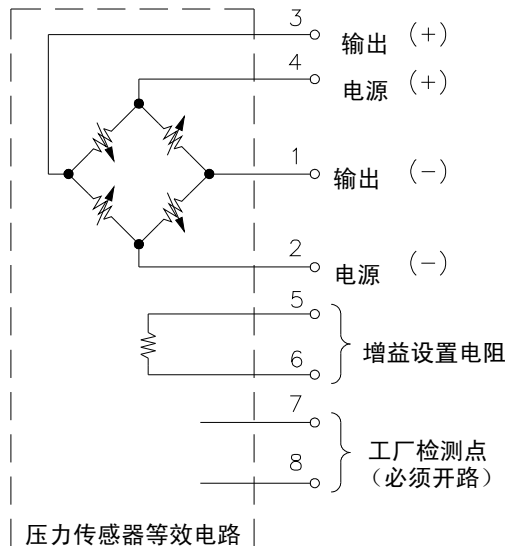 3 输出 (+)
4 电源 (+)
1 输出 (-)
2 电源 (-)
5
6
增益设置电阻
7
8
工厂检测点
(必须开路)
压力传感器等效电路